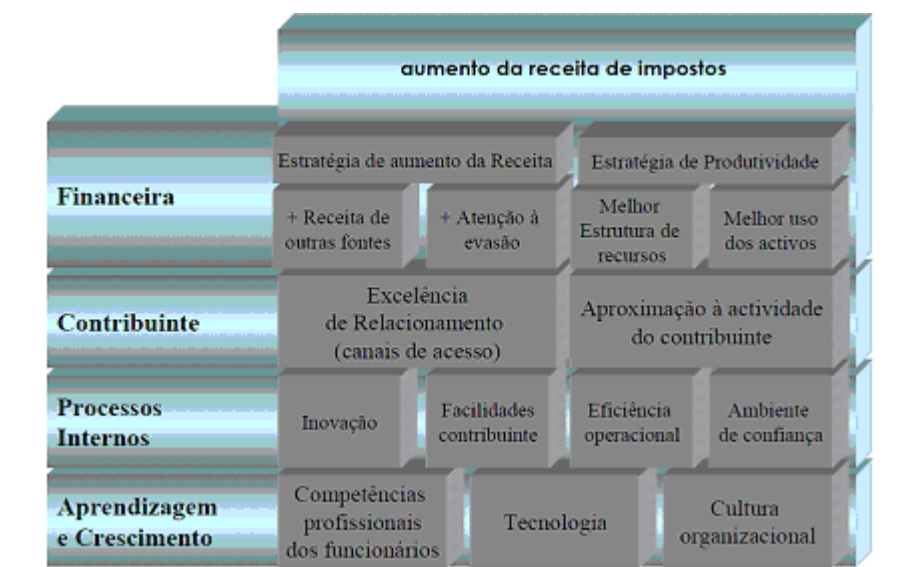 aumento da receita de impostos
Estratégia de aumento da Receita
Estratégia de Produtividade
Financeira
+ Receita de
outras fontes
+ Atenção à
evasão
Melhor
Estrutura de
recursos
Melhor uso
dos activos
Contribuinte
Excelência
de Relacionamento
(canais de acesso)
Aproximação à actividade
do contribuinte
Processos
Internos
Inovação
Facilidades
contribuinte
Eficiência
operacional
Ambiente
de confiança
Aprendizagem
e Crescimento
Competências
profissionais
dos funcionários
Tecnologia
Cultura
organizacional